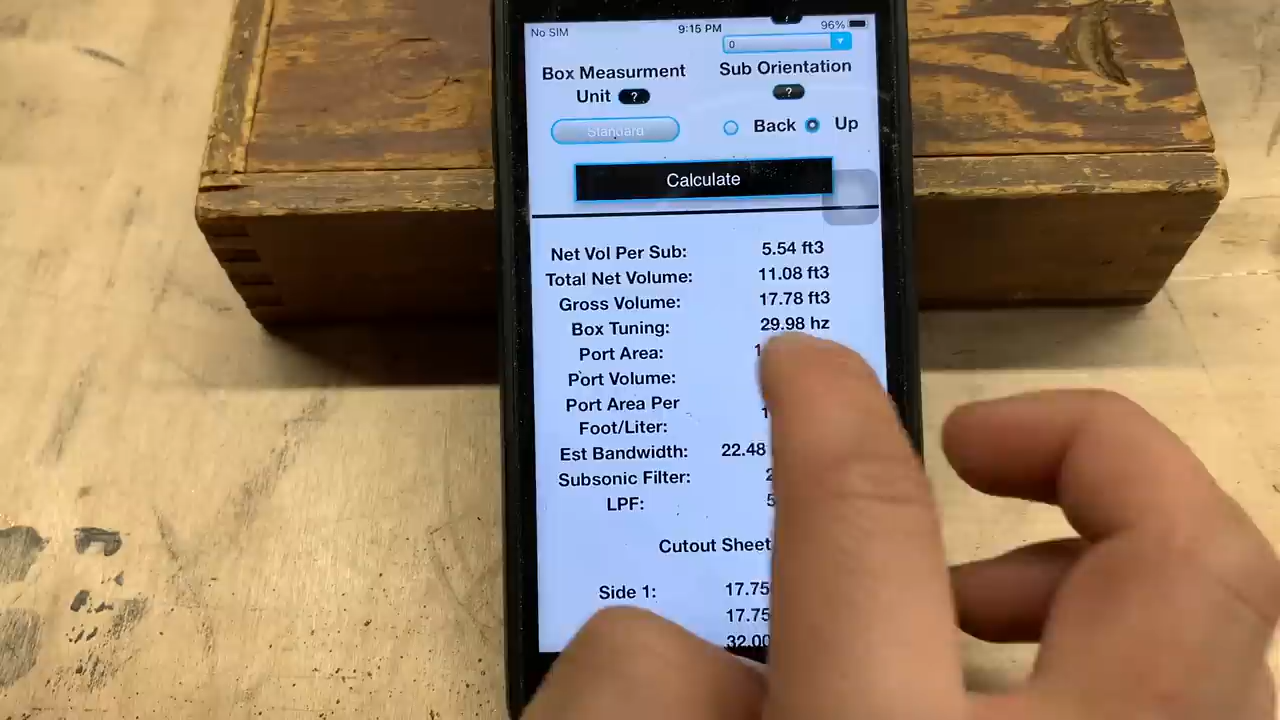 No SIM 9:15 PM 96%
0
Box Measurment Unit ?
Sub Orientation ?
Standard
Back Up
Calculate
Net Vol Per Sub: 5.54 ft3
Total Net Volume: 11.08 ft3
Gross Volume: 17.78 ft3
Box Tuning: 29.98 hz
Port Area:
Port Volume:
Port Area Per
Foot/Liter:
Est Bandwidth: 22.48
Subsonic Filter:
LPF:
Cutout Sheet
Side 1: 17.75
17.75
32.00